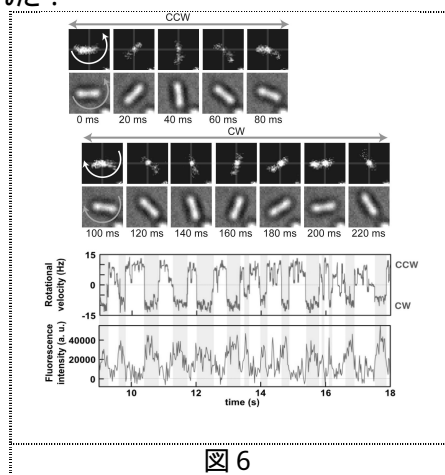 のと．
CCW
0 ms 20 ms 40 ms 60 ms 80 ms
CW
100 ms 120 ms 140 ms 160 ms 180 ms 200 ms 220 ms
Rotational
velocity (Hz)
15
0
-15
CCW
CW
Fluorescence
intensity (a. u.)
40000
20000
0
10 12 14 16 18
time (s)
図 6